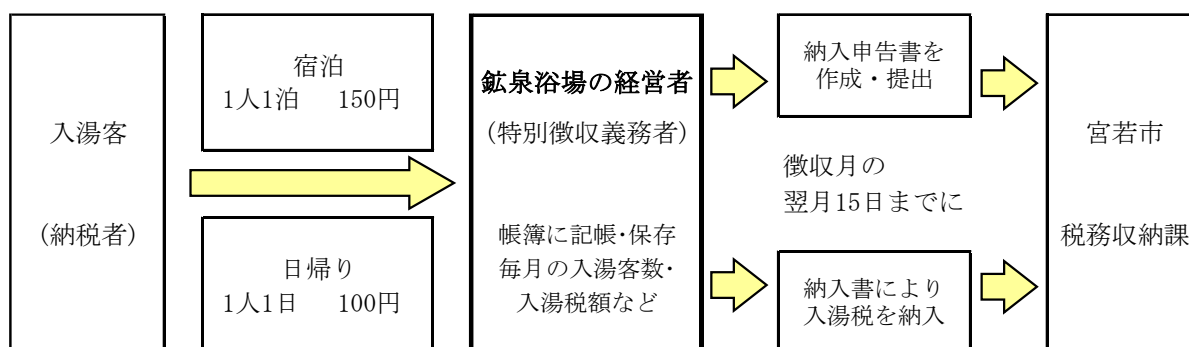 入湯客
(納税者)
宿泊
1人1泊　150円
日帰り
1人1日　100円
鉱泉浴場の経営者
(特別徴収義務者)
帳簿に記帳・保存
毎月の入湯客数・
入湯税額など
納入申告書を
作成・提出
徴収月の
翌月15日までに
納入書により
入湯税を納入
宮若市
税務収納課